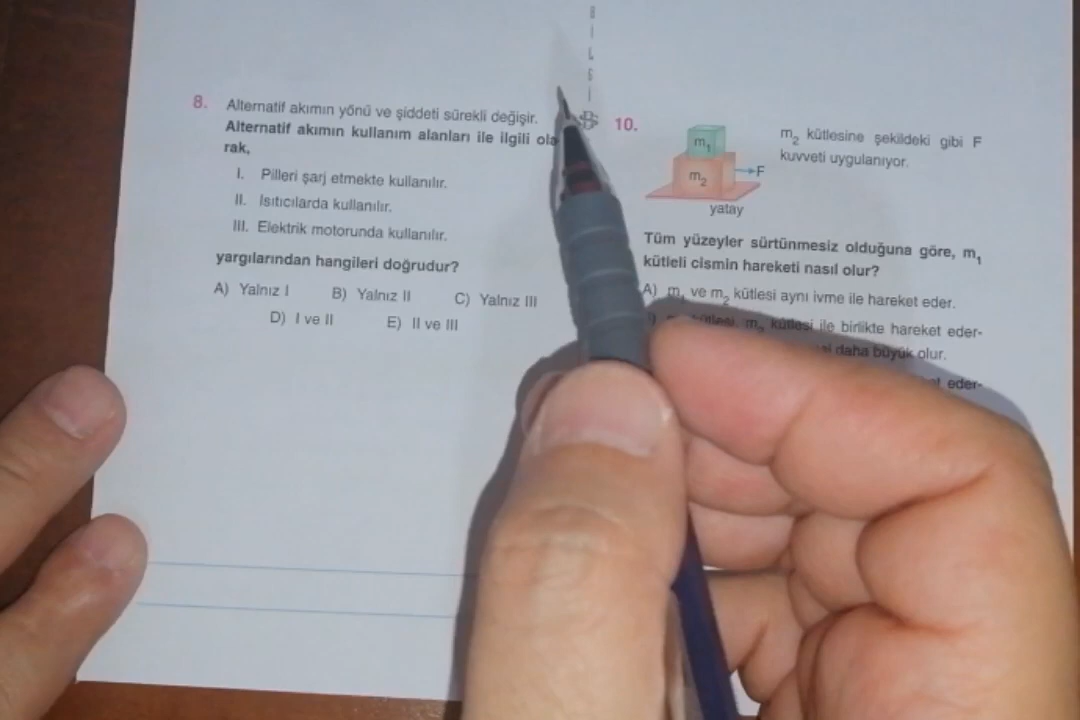 8. Alternatif akımın yönü ve şiddeti sürekli değişir.
Alternatif akımın kullanım alanları ile ilgili ola
rak,
I. Pilleri şarj etmekte kullanılır.
II. Isıtıcılarda kullanılır.
III. Elektrik motorunda kullanılır.
yargılarından hangileri doğrudur?
A) Yalnız I B) Yalnız II C) Yalnız III
D) I ve II E) II ve III
10.
m₁
m₂
F
yatay
m₂ kütlesine şekildeki gibi F
kuvveti uygulanıyor.
Tüm yüzeyler sürtünmesiz olduğuna göre, m₁
kütleli cismin hareketi nasıl olur?
A) m₁ ve m₂ kütlesi aynı ivme ile hareket eder.
kütlesi, m₂ kütlesi ile birlikte hareket eder-
daha büyük olur.
eder-